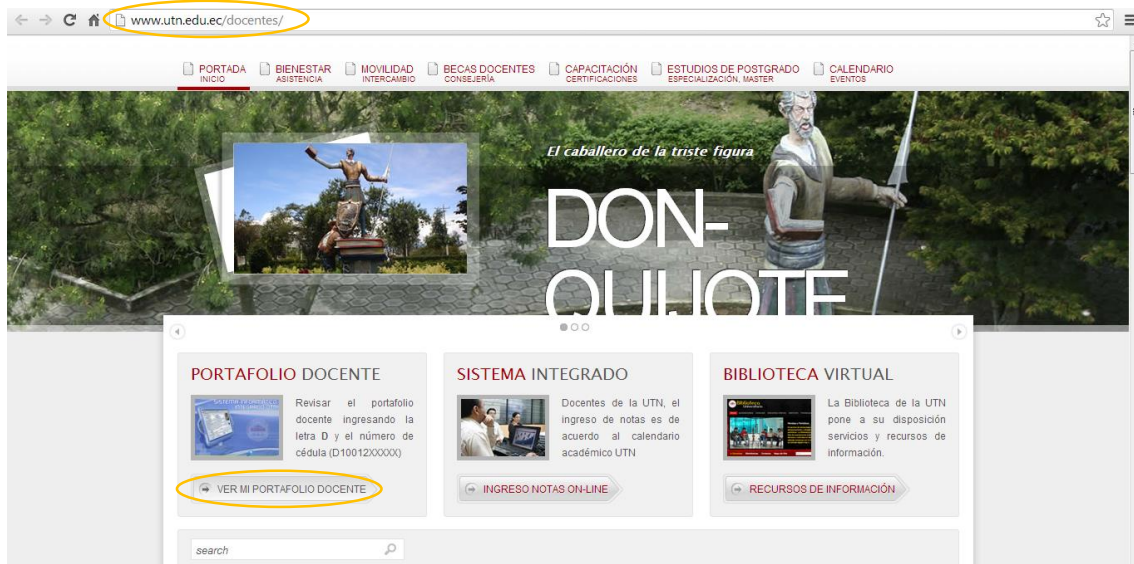 www.utn.edu.ec/docentes/
PORTADA
INICIO
BIENESTAR
ASISTENCIA
MOVILIDAD
INTERCAMBIO
BECAS DOCENTES
CONSEJERÍA
CAPACITACIÓN
CERTIFICACIONES
ESTUDIOS DE POSTGRADO
ESPECIALIZACIÓN, MASTER
CALENDARIO
EVENTOS
El caballero de la triste figura
DON-
QUIJOTE
PORTAFOLIO DOCENTE
Revisar el portafolio
docente ingresando la
letra D y el número de
cédula (D10012XXXXX)
VER MI PORTAFOLIO DOCENTE
SISTEMA INTEGRADO
Docentes de la UTN, el
ingreso de notas es de
acuerdo al calendario
académico UTN
INGRESO NOTAS ON-LINE
BIBLIOTECA VIRTUAL
La Biblioteca de la UTN
pone a su disposición
servicios y recursos de
información.
RECURSOS DE INFORMACIÓN
search